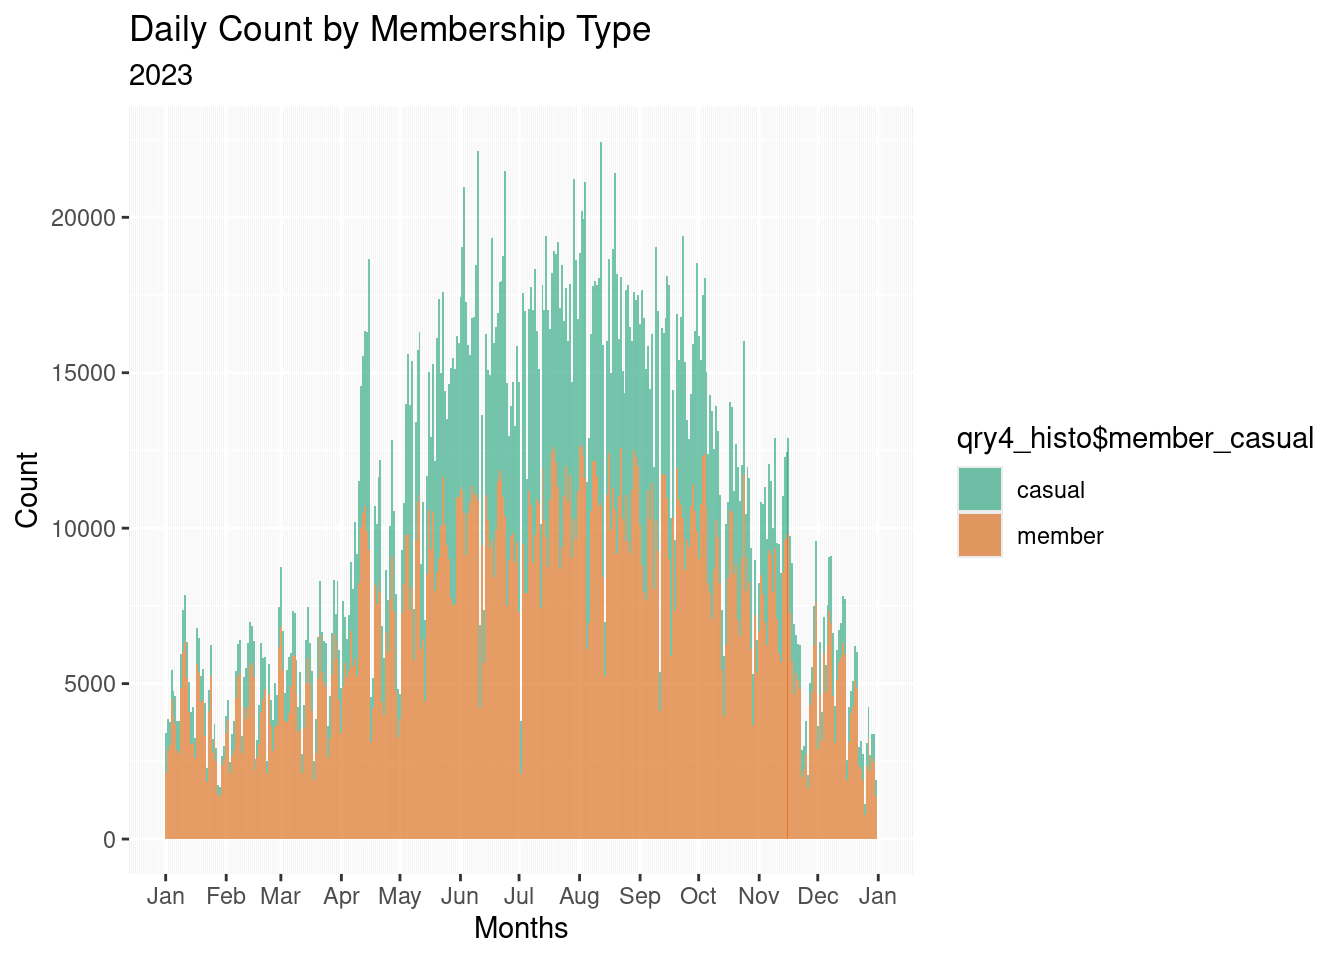 Daily Count by Membership Type
2023
Count
20000
15000
10000
5000
0
Jan Feb Mar Apr May Jun Jul Aug Sep Oct Nov Dec Jan
Months
qry4_histo$member_casual
casual
member